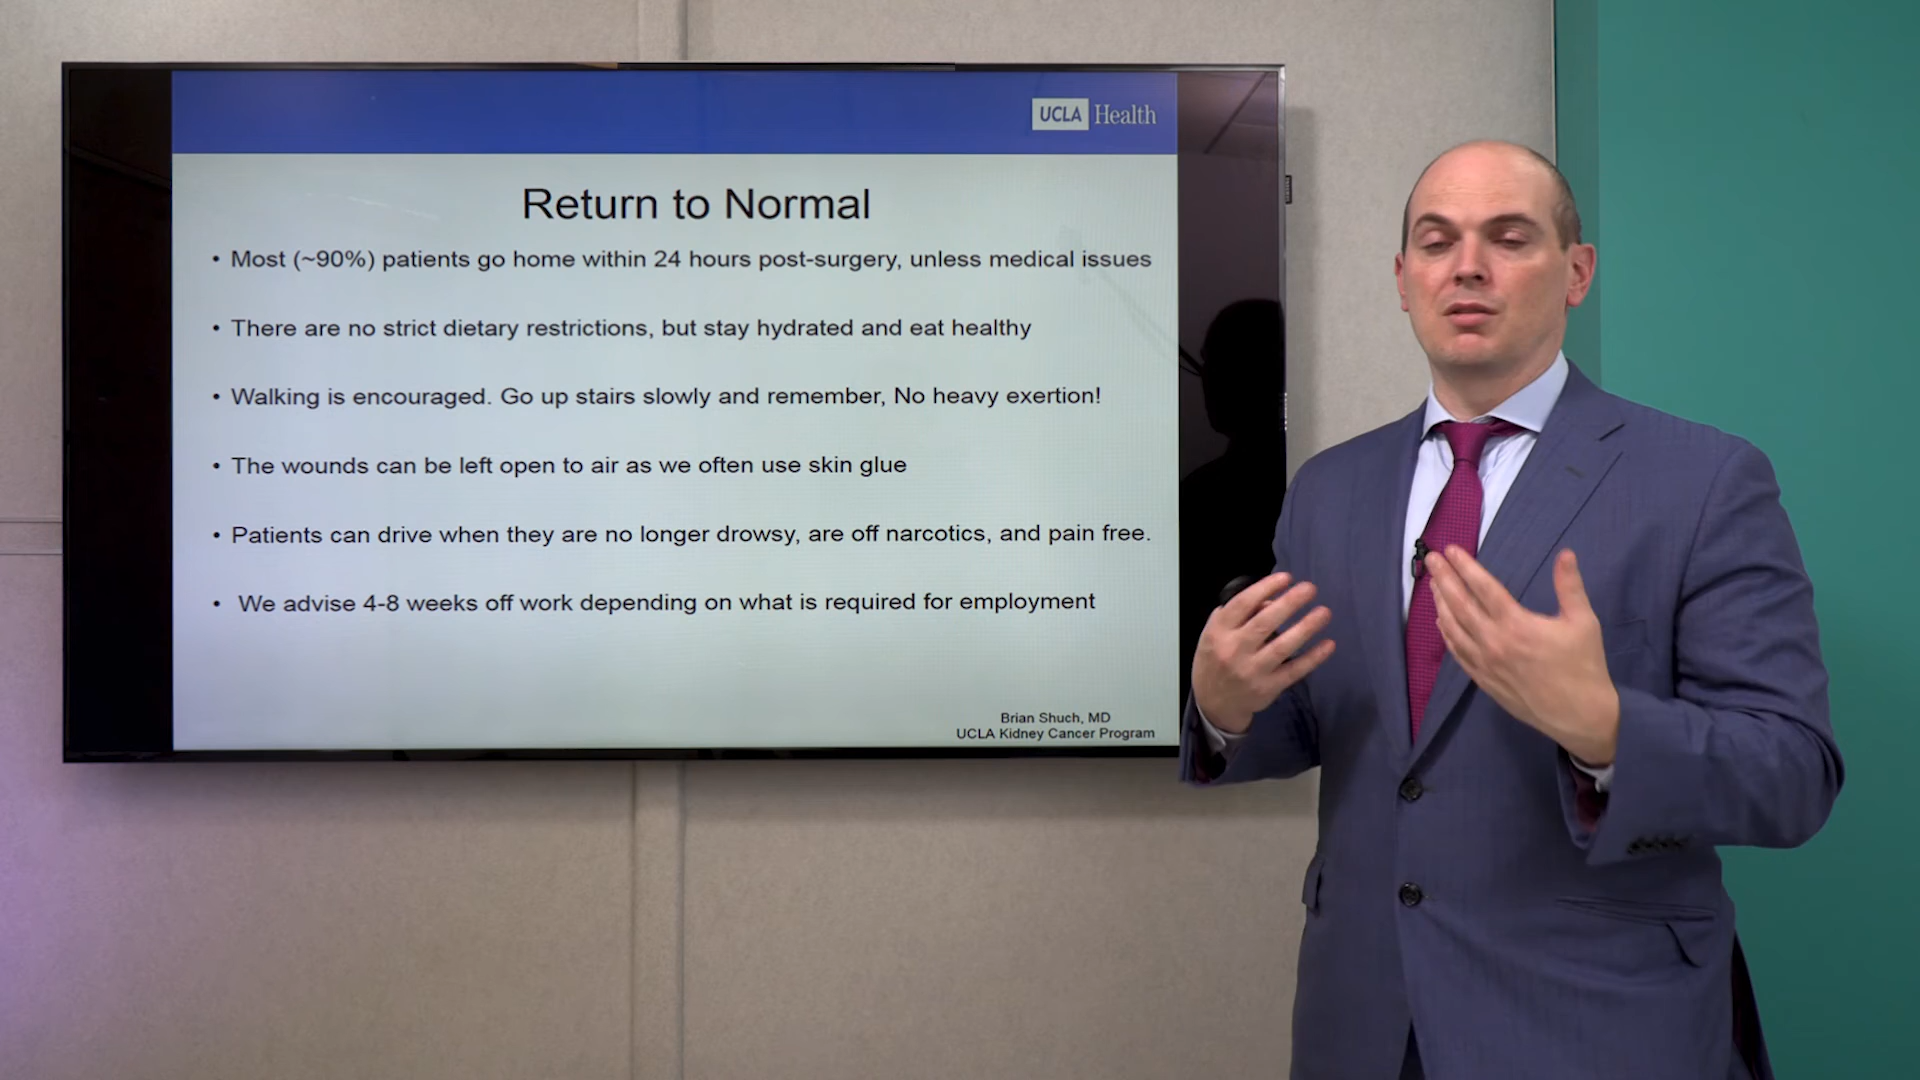 UCLA Health
Return to Normal
• Most (~90%) patients go home within 24 hours post-surgery, unless medical issues
• There are no strict dietary restrictions, but stay hydrated and eat healthy
• Walking is encouraged. Go up stairs slowly and remember, No heavy exertion!
• The wounds can be left open to air as we often use skin glue
• Patients can drive when they are no longer drowsy, are off narcotics, and pain free.
• We advise 4-8 weeks off work depending on what is required for employment
Brian Shuch, MD
UCLA Kidney Cancer Program